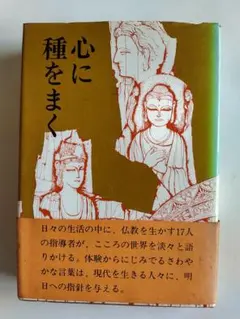 心に
種をまく
日々の生活の中に、仏教を生かす17人
の指導者が、こころの世界を淡々と語
りかける。体験からにじみでるさわや
かな言葉は、現代を生きる人々に、明
日への指針を与える。